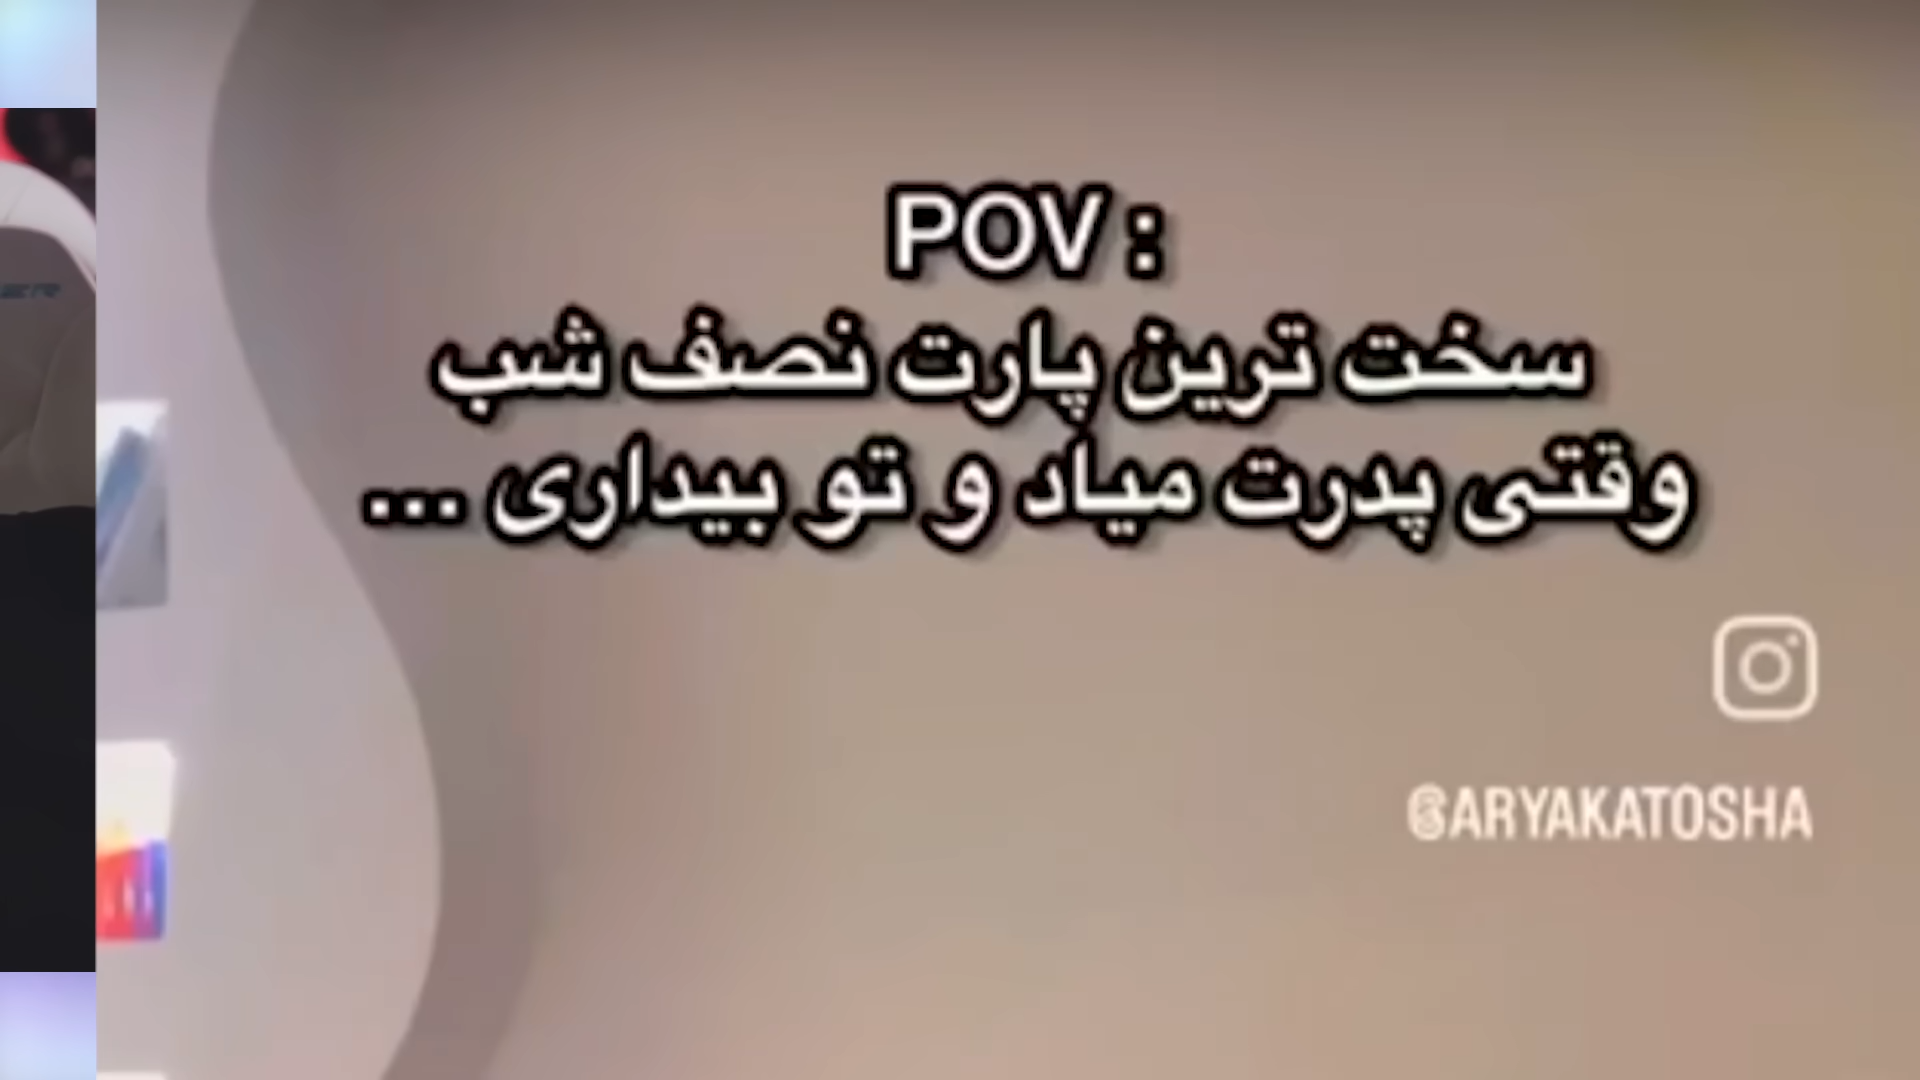 POV :
سخت ترین پارت نصف شب
وقتی پدرت میاد و تو بیداری ...
@ARYAKATOSHA